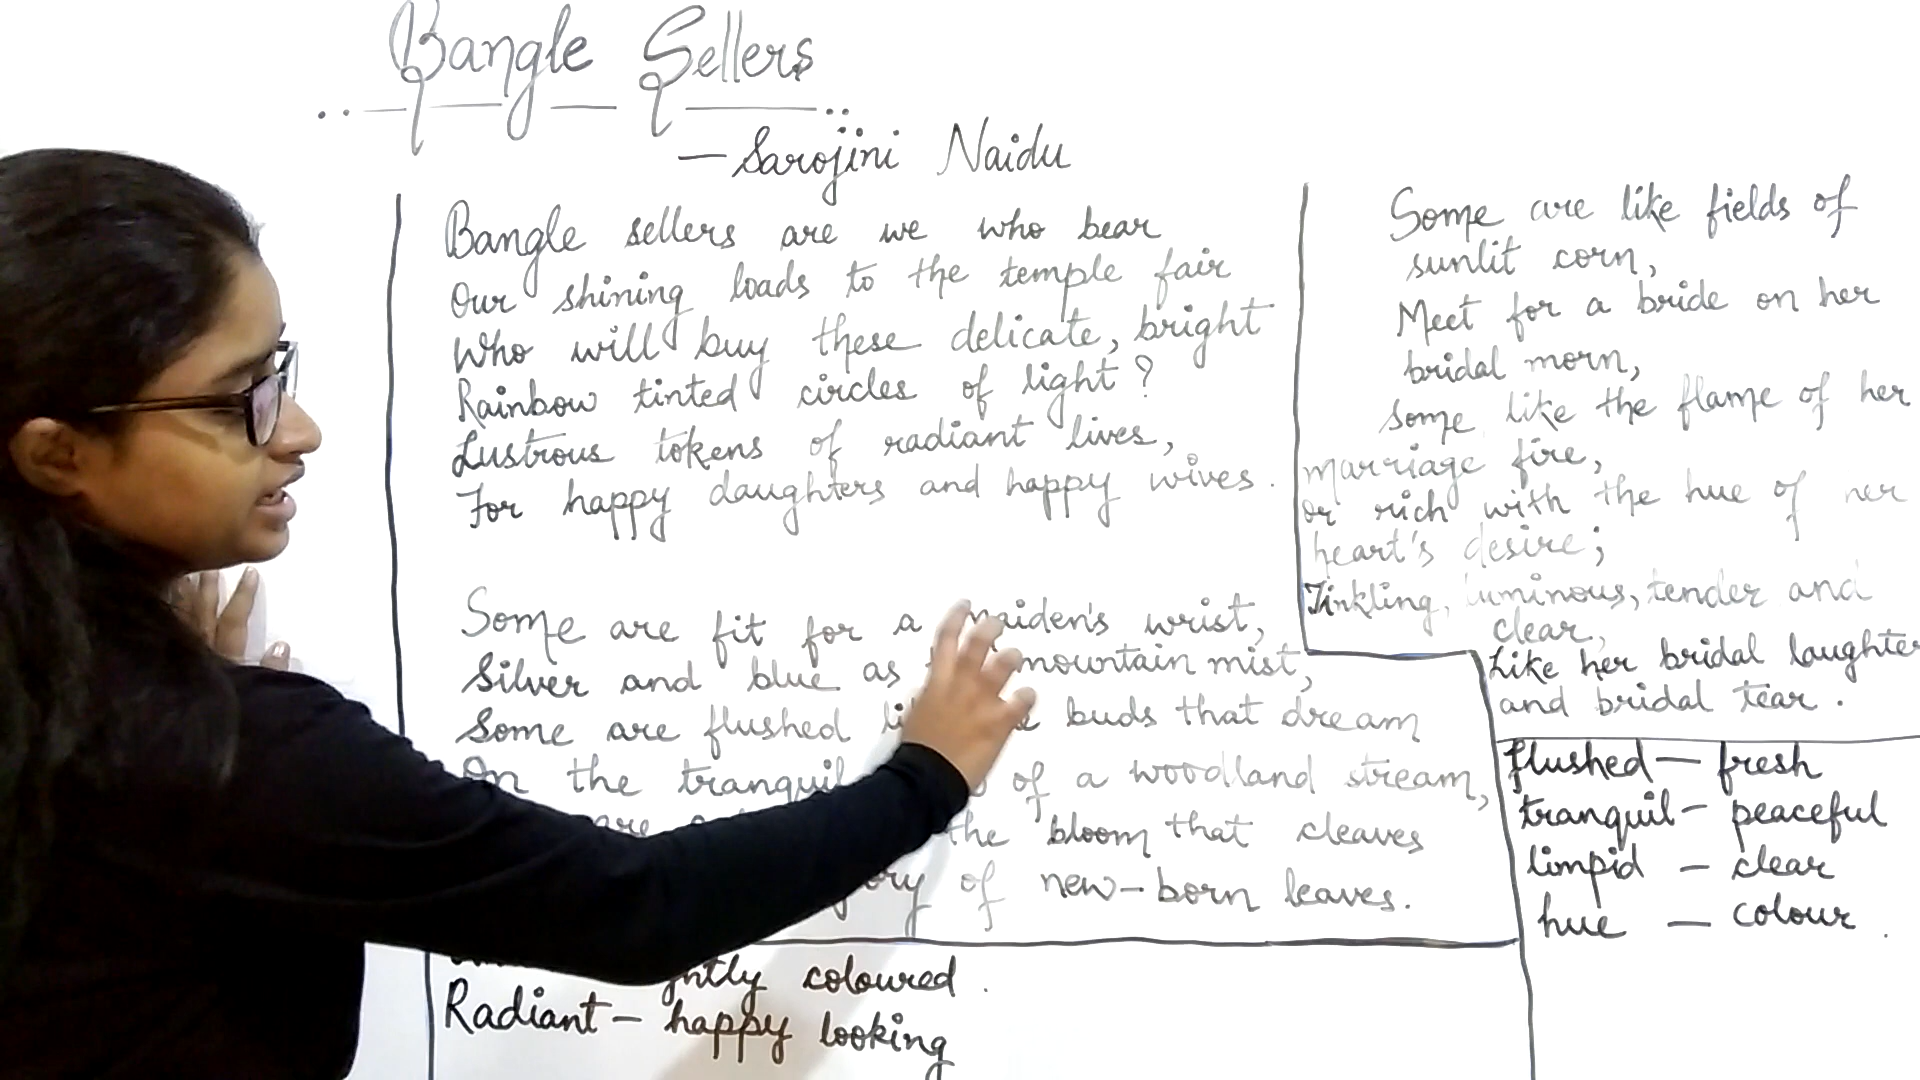 Bangle Sellers
— Sarojini Naidu
Bangle sellers are we who bear
Our shining loads to the temple fair
Who will buy these delicate, bright
Rainbow tinted circles of light?
Lustrous tokens of radiant lives,
For happy daughters and happy wives.
Some are fit for a maiden's wrist,
Silver and blue as mountain mist,
Some are flushed buds that dream
On the tranquil of a woodland stream,
are the bloom that cleaves
of new-born leaves.
coloured.
Radiant — happy looking
Some are like fields of
sunlit corn,
Meet for a bride on her
bridal morn,
Some like the flame of her
marriage fire,
or rich with the hue of her
heart's desire;
Tinkling, luminous, tender and
clear,
Like her bridal laughter
and bridal tear.
flushed — fresh
tranquil — peaceful
limpid — clear
hue — colour.